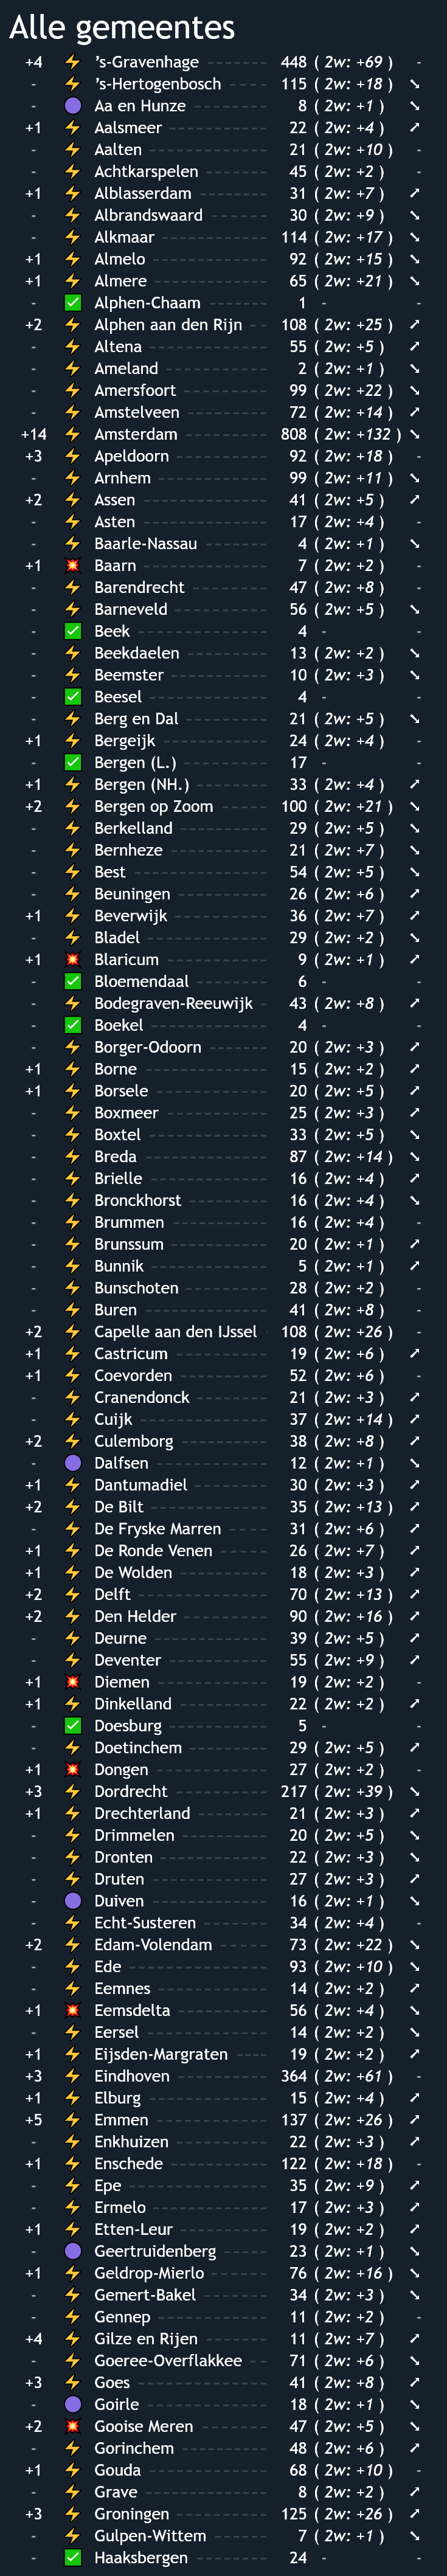 Alle gemeentes
+4 ⚡ ’s-Gravenhage 448 ( 2w: +69 ) -
- ⚡ ’s-Hertogenbosch 115 ( 2w: +18 ) ↘
- 🟣 Aa en Hunze 8 ( 2w: +1 ) ↘
+1 ⚡ Aalsmeer 22 ( 2w: +4 ) ↗
- ⚡ Aalten 21 ( 2w: +10 ) -
- ⚡ Achtkarspelen 45 ( 2w: +2 ) -
+1 ⚡ Alblasserdam 31 ( 2w: +7 ) ↗
- ⚡ Albrandswaard 30 ( 2w: +9 ) ↘
- ⚡ Alkmaar 114 ( 2w: +17 ) ↘
+1 ⚡ Almelo 92 ( 2w: +15 ) ↘
+1 ⚡ Almere 65 ( 2w: +21 ) ↘
- ✅ Alphen-Chaam 1 - -
+2 ⚡ Alphen aan den Rijn 108 ( 2w: +25 ) ↗
- ⚡ Altena 55 ( 2w: +5 ) ↗
- ⚡ Ameland 2 ( 2w: +1 ) ↘
- ⚡ Amersfoort 99 ( 2w: +22 ) ↘
- ⚡ Amstelveen 72 ( 2w: +14 ) ↗
+14 ⚡ Amsterdam 808 ( 2w: +132 ) ↘
+3 ⚡ Apeldoorn 92 ( 2w: +18 ) -
- ⚡ Arnhem 99 ( 2w: +11 ) ↘
+2 ⚡ Assen 41 ( 2w: +5 ) ↗
- ⚡ Asten 17 ( 2w: +4 ) -
- ⚡ Baarle-Nassau 4 ( 2w: +1 ) ↘
+1 💥 Baarn 7 ( 2w: +2 ) -
- ⚡ Barendrecht 47 ( 2w: +8 ) -
- ⚡ Barneveld 56 ( 2w: +5 ) ↘
- ✅ Beek 4 - -
- ⚡ Beekdaelen 13 ( 2w: +2 ) ↘
- ⚡ Beemster 10 ( 2w: +3 ) ↘
- ✅ Beesel 4 - -
- ⚡ Berg en Dal 21 ( 2w: +5 ) ↘
+1 ⚡ Bergeijk 24 ( 2w: +4 ) -
- ✅ Bergen (L.) 17 - -
+1 ⚡ Bergen (NH.) 33 ( 2w: +4 ) ↗
+2 ⚡ Bergen op Zoom 100 ( 2w: +21 ) ↘
- ⚡ Berkelland 29 ( 2w: +5 ) ↘
- ⚡ Bernheze 21 ( 2w: +7 ) ↘
- ⚡ Best 54 ( 2w: +5 ) ↘
- ⚡ Beuningen 26 ( 2w: +6 ) ↗
+1 ⚡ Beverwijk 36 ( 2w: +7 ) ↗
- ⚡ Bladel 29 ( 2w: +2 ) ↘
+1 💥 Blaricum 9 ( 2w: +1 ) ↗
- ✅ Bloemendaal 6 - -
- ⚡ Bodegraven-Reeuwijk 43 ( 2w: +8 ) ↗
- ✅ Boekel 4 - -
- ⚡ Borger-Odoorn 20 ( 2w: +3 ) ↗
+1 ⚡ Borne 15 ( 2w: +2 ) ↗
+1 ⚡ Borsele 20 ( 2w: +5 ) ↗
- ⚡ Boxmeer 25 ( 2w: +3 ) ↗
- ⚡ Boxtel 33 ( 2w: +5 ) ↘
- ⚡ Breda 87 ( 2w: +14 ) ↘
- ⚡ Brielle 16 ( 2w: +4 ) ↗
- ⚡ Bronckhorst 16 ( 2w: +4 ) ↘
- ⚡ Brummen 16 ( 2w: +4 ) -
- ⚡ Brunssum 20 ( 2w: +1 ) ↗
- ⚡ Bunnik 5 ( 2w: +1 ) ↗
- ⚡ Bunschoten 28 ( 2w: +2 ) -
- ⚡ Buren 41 ( 2w: +8 ) -
+2 ⚡ Capelle aan den IJssel 108 ( 2w: +26 ) -
+1 ⚡ Castricum 19 ( 2w: +6 ) ↗
+1 ⚡ Coevorden 52 ( 2w: +6 ) -
- ⚡ Cranendonck 21 ( 2w: +3 ) ↗
- ⚡ Cuijk 37 ( 2w: +14 ) ↗
+2 ⚡ Culemborg 38 ( 2w: +8 ) ↗
- 🟣 Dalfsen 12 ( 2w: +1 ) ↘
+1 ⚡ Dantumadiel 30 ( 2w: +3 ) ↗
+2 ⚡ De Bilt 35 ( 2w: +13 ) ↗
- ⚡ De Fryske Marren 31 ( 2w: +6 ) ↗
+1 ⚡ De Ronde Venen 26 ( 2w: +7 ) ↗
+1 ⚡ De Wolden 18 ( 2w: +3 ) ↗
+2 ⚡ Delft 70 ( 2w: +13 ) ↗
+2 ⚡ Den Helder 90 ( 2w: +16 ) ↗
- ⚡ Deurne 39 ( 2w: +5 ) ↗
- ⚡ Deventer 55 ( 2w: +9 ) ↗
+1 💥 Diemen 19 ( 2w: +2 ) -
+1 ⚡ Dinkelland 22 ( 2w: +2 ) ↗
- ✅ Doesburg 5 - -
- ⚡ Doetinchem 29 ( 2w: +5 ) ↗
+1 💥 Dongen 27 ( 2w: +2 ) -
+3 ⚡ Dordrecht 217 ( 2w: +39 ) ↘
+1 ⚡ Drechterland 21 ( 2w: +3 ) ↗
- ⚡ Drimmelen 20 ( 2w: +5 ) ↘
- ⚡ Dronten 22 ( 2w: +3 ) ↘
- ⚡ Druten 27 ( 2w: +3 ) ↗
- 🟣 Duiven 16 ( 2w: +1 ) ↘
- ⚡ Echt-Susteren 34 ( 2w: +4 ) -
+2 ⚡ Edam-Volendam 73 ( 2w: +22 ) ↘
- ⚡ Ede 93 ( 2w: +10 ) ↘
- ⚡ Eemnes 14 ( 2w: +2 ) ↗
+1 💥 Eemsdelta 56 ( 2w: +4 ) ↘
- ⚡ Eersel 14 ( 2w: +2 ) ↘
+1 ⚡ Eijsden-Margraten 19 ( 2w: +2 ) ↗
+3 ⚡ Eindhoven 364 ( 2w: +61 ) -
+1 ⚡ Elburg 15 ( 2w: +4 ) ↗
+5 ⚡ Emmen 137 ( 2w: +26 ) ↗
- ⚡ Enkhuizen 22 ( 2w: +3 ) ↗
+1 ⚡ Enschede 122 ( 2w: +18 ) -
- ⚡ Epe 35 ( 2w: +9 ) ↗
- ⚡ Ermelo 17 ( 2w: +3 ) ↗
+1 ⚡ Etten-Leur 19 ( 2w: +2 ) ↗
- 🟣 Geertruidenberg 23 ( 2w: +1 ) ↘
+1 ⚡ Geldrop-Mierlo 76 ( 2w: +16 ) ↘
- ⚡ Gemert-Bakel 34 ( 2w: +3 ) ↘
- ⚡ Gennep 11 ( 2w: +2 ) -
+4 ⚡ Gilze en Rijen 11 ( 2w: +7 ) ↗
- ⚡ Goeree-Overflakkee 71 ( 2w: +6 ) ↘
+3 ⚡ Goes 41 ( 2w: +8 ) ↗
- 🟣 Goirle 18 ( 2w: +1 ) ↘
+2 💥 Gooise Meren 47 ( 2w: +5 ) ↘
- ⚡ Gorinchem 48 ( 2w: +6 ) ↗
+1 ⚡ Gouda 68 ( 2w: +10 ) -
- ⚡ Grave 8 ( 2w: +2 ) ↗
+3 ⚡ Groningen 125 ( 2w: +26 ) ↗
- ⚡ Gulpen-Wittem 7 ( 2w: +1 ) ↘
- ✅ Haaksbergen 24 - -